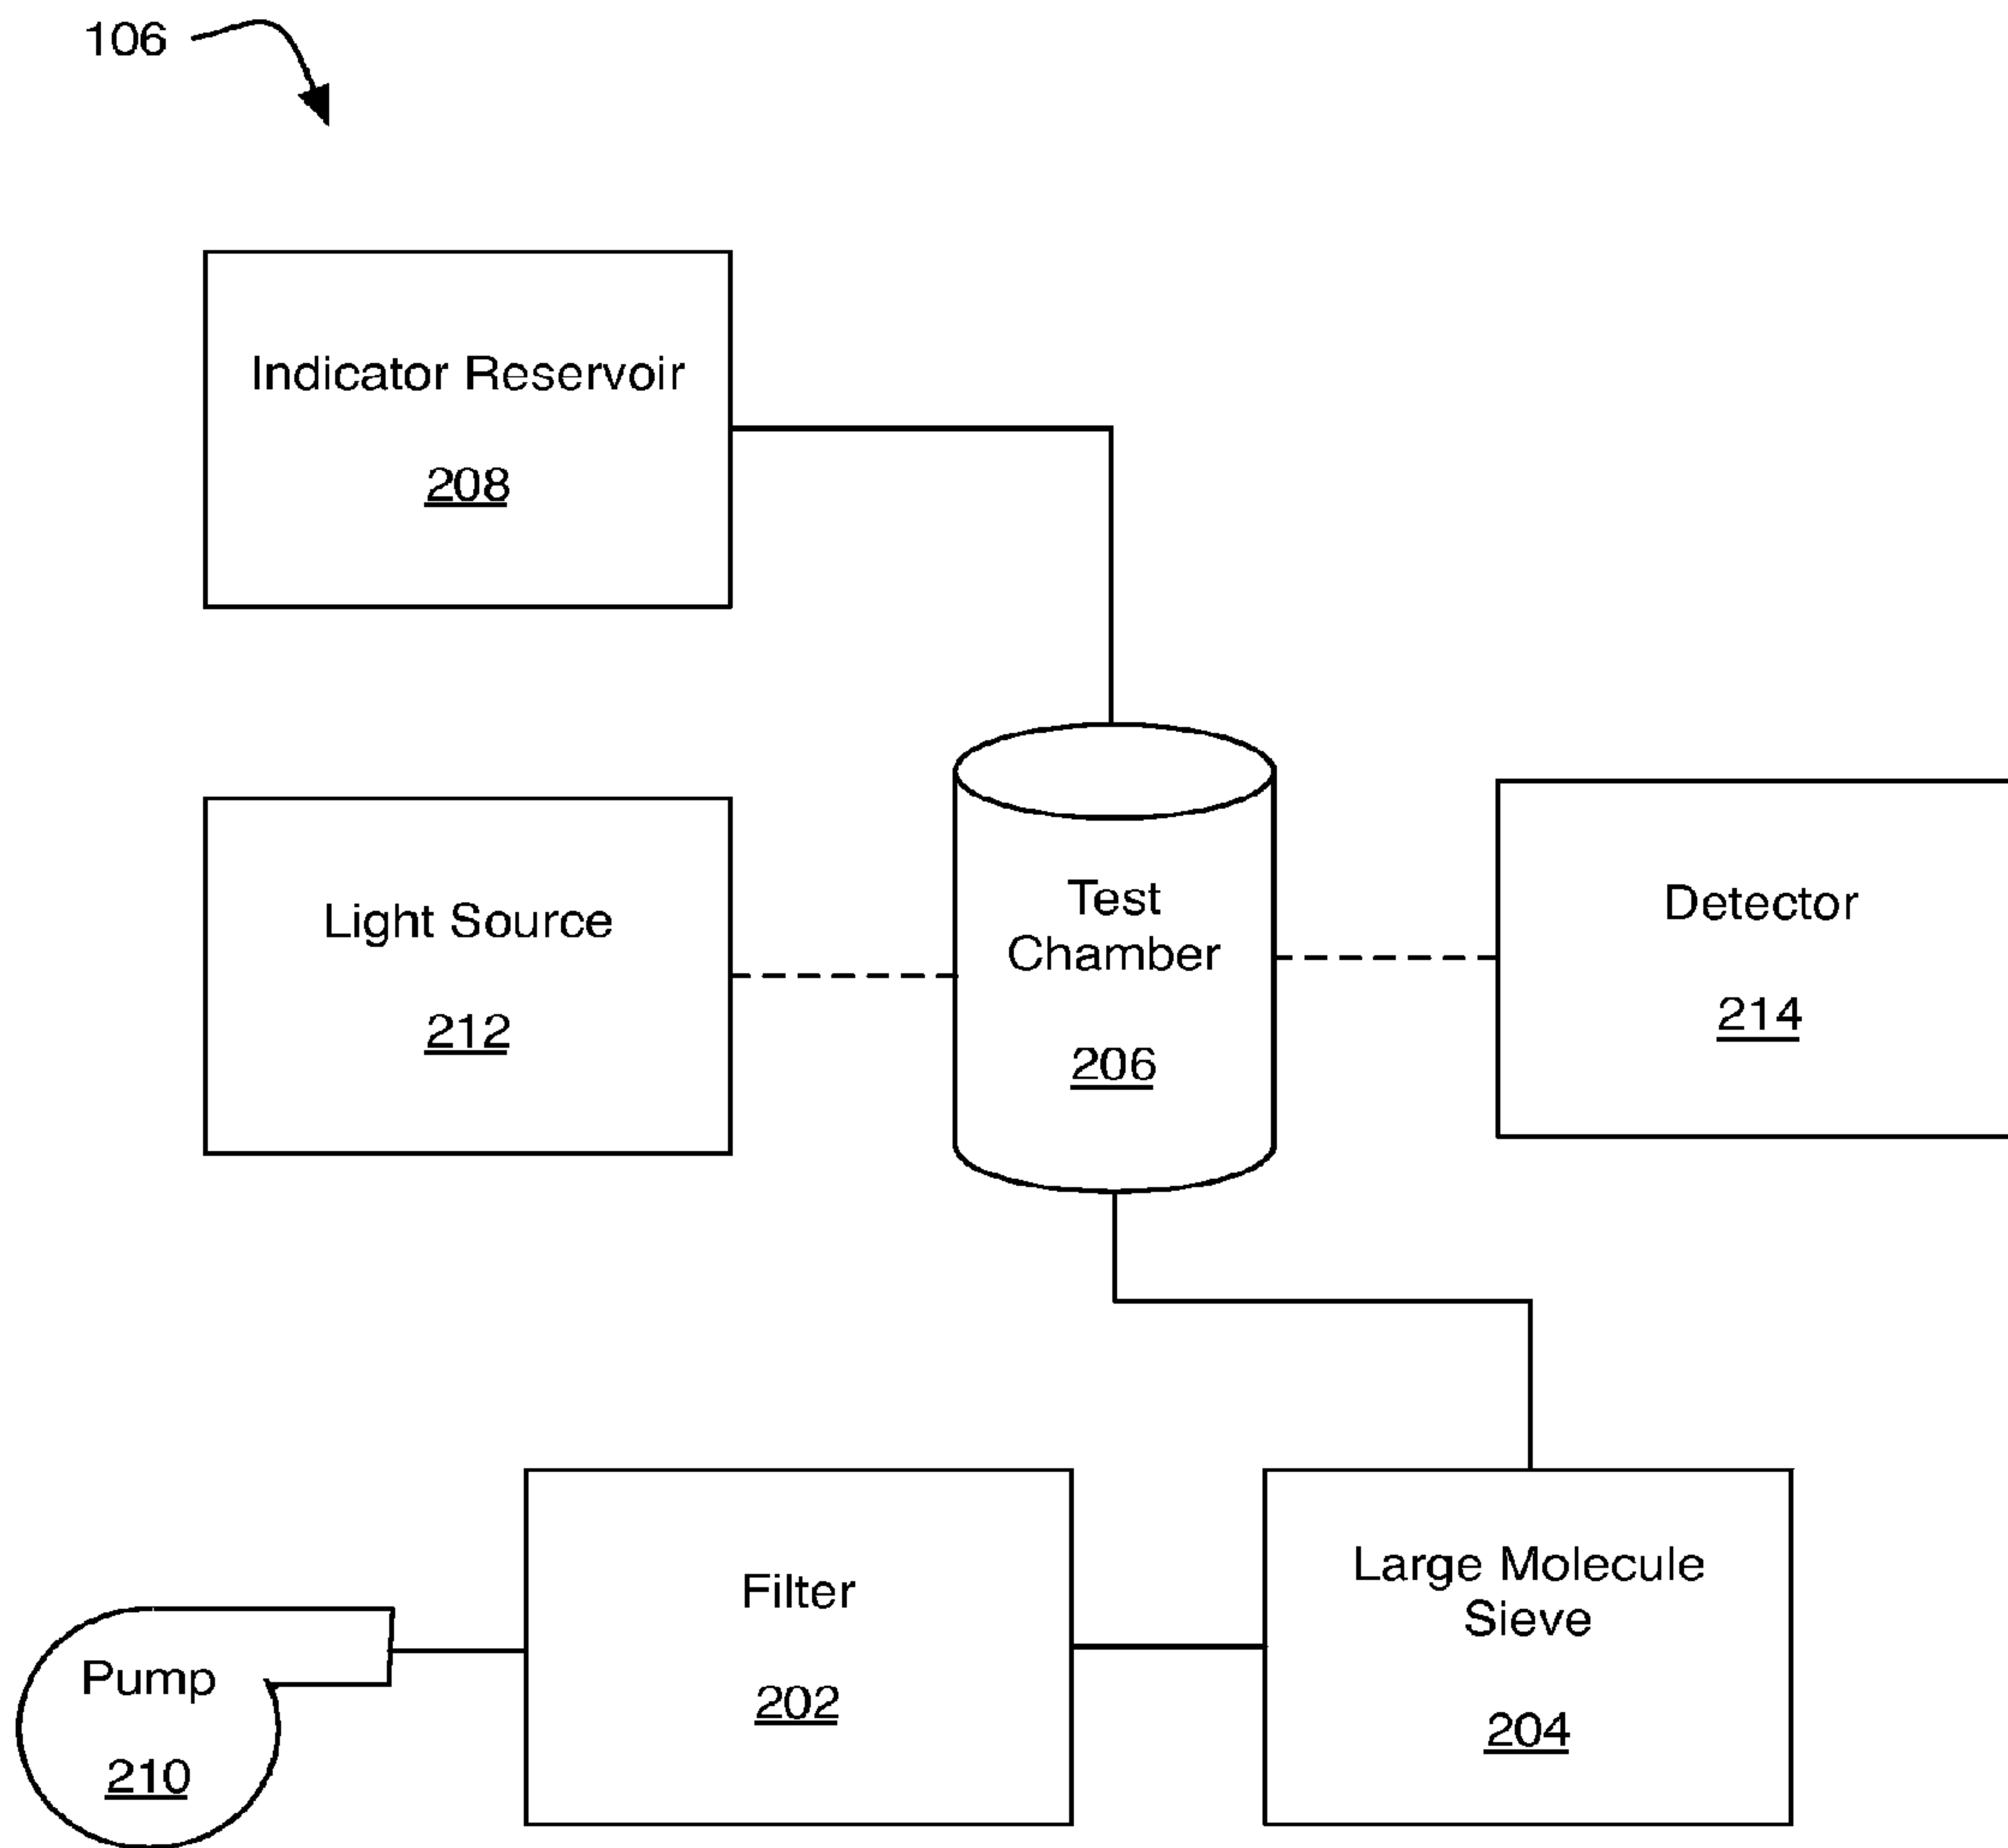 106
Indicator Reservoir
208
Light Source
212
Test
Chamber
206
Detector
214
Pump
210
Filter
202
Large Molecule
Sieve
204